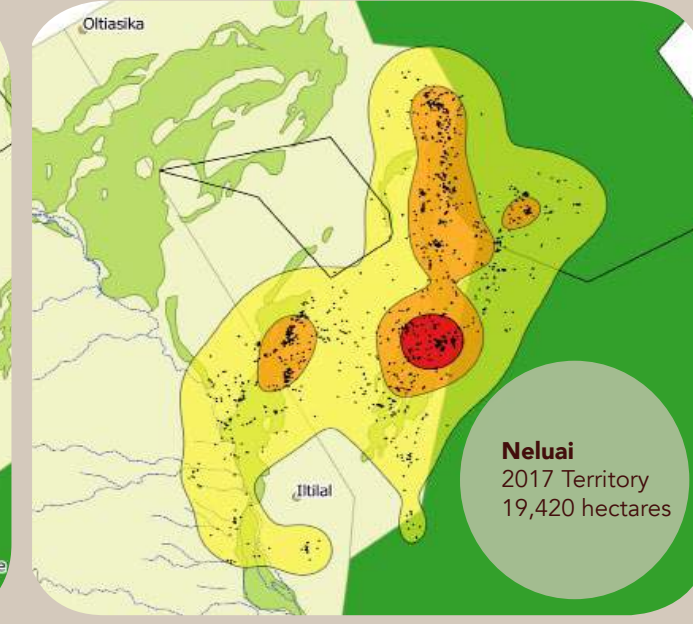 Oltiasika
Iltilal
Neluai
2017 Territory
19,420 hectares
e